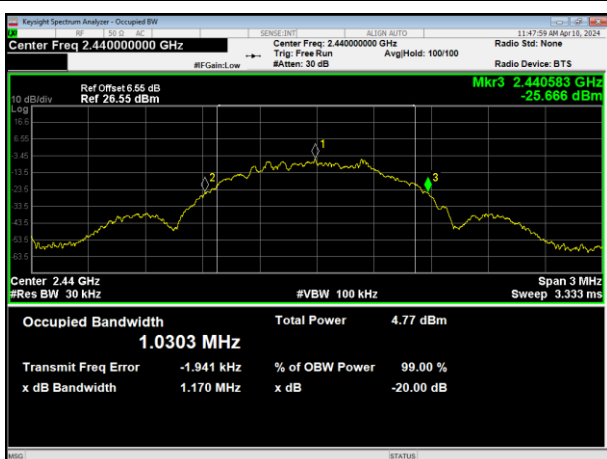 Keysight Spectrum Analyzer - Occupied BW
RF 50 Ω AC SENSE:INT ALIGN AUTO 11:47:59 AM Apr 10, 2024
Center Freq 2.440000000 GHz Center Freq: 2.440000000 GHz Radio Std: None
Trig: Free Run Avg|Hold: 100/100
#IFGain:Low #Atten: 30 dB Radio Device: BTS
Ref Offset 6.55 dB Mkr3 2.440583 GHz
10 dB/div Ref 26.55 dBm -25.666 dBm
Log
16.6
6.55
-3.45
-13.5
-23.5
-33.5
-43.5
-53.5
-63.5
1
2
3
Center 2.44 GHz Span 3 MHz
#Res BW 30 kHz #VBW 100 kHz Sweep 3.333 ms
Occupied Bandwidth Total Power 4.77 dBm
1.0303 MHz
Transmit Freq Error -1.941 kHz % of OBW Power 99.00 %
x dB Bandwidth 1.170 MHz x dB -20.00 dB
MSG STATUS